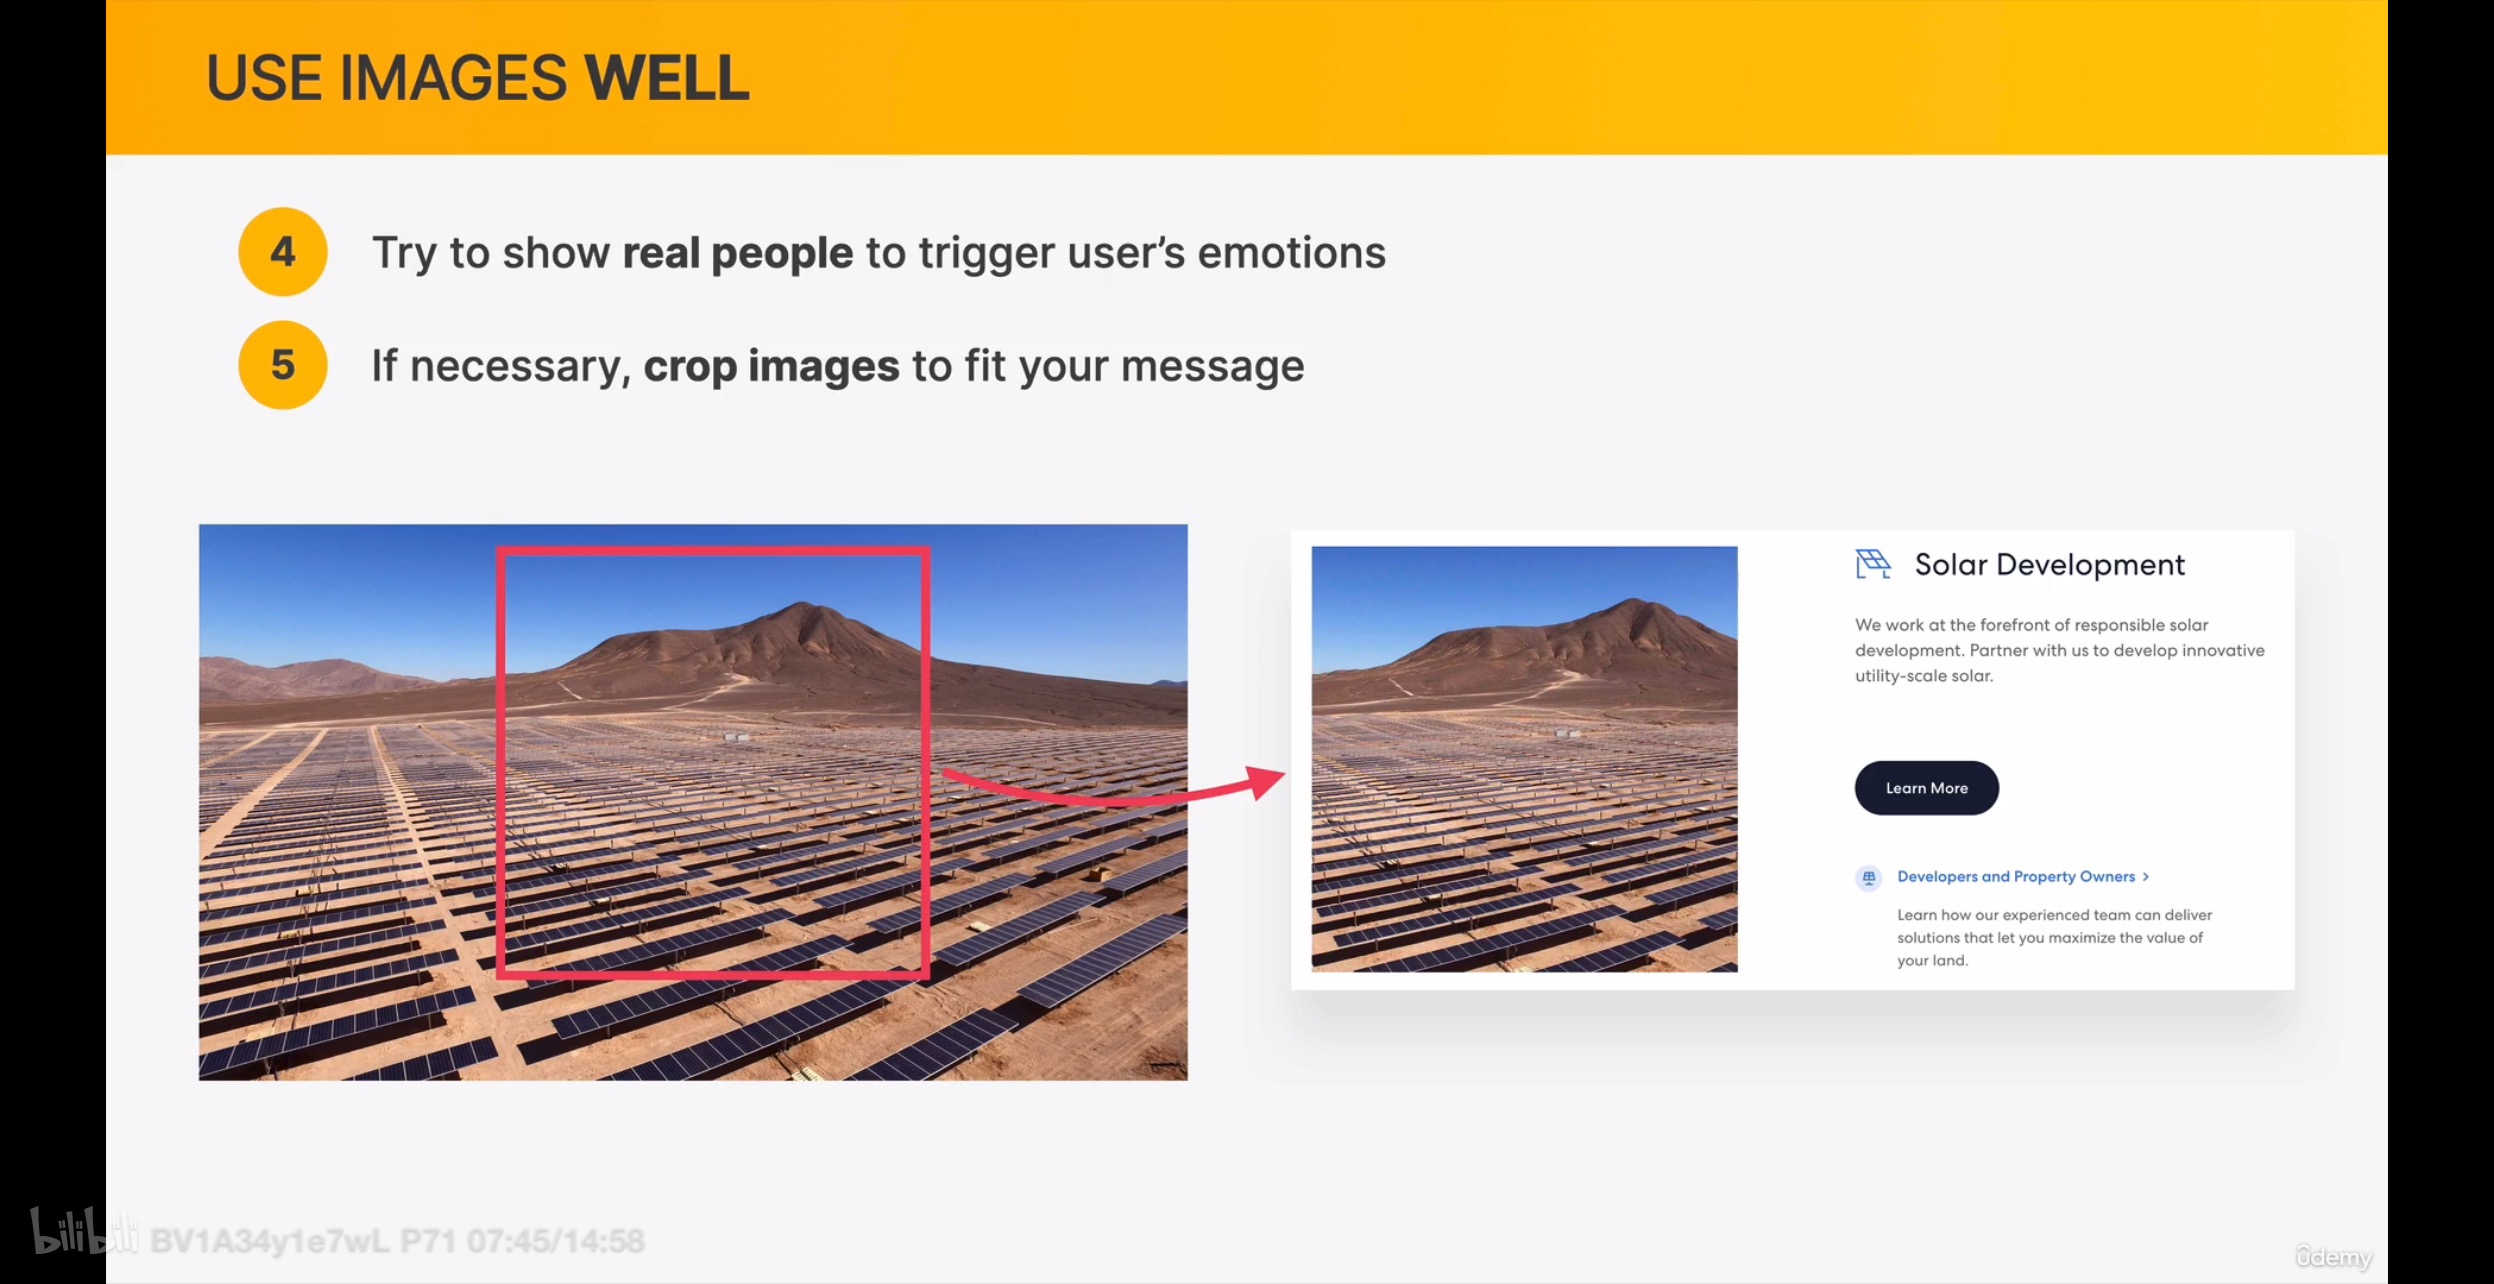 USE IMAGES WELL
4
Try to show real people to trigger user’s emotions
5
If necessary, crop images to fit your message
Solar Development
We work at the forefront of responsible solar
development. Partner with us to develop innovative
utility-scale solar.
Learn More
Developers and Property Owners >
Learn how our experienced team can deliver
solutions that let you maximize the value of
your land.
bilibili BV1A34y1e7wL P71 07:45/14:58
ûdemy